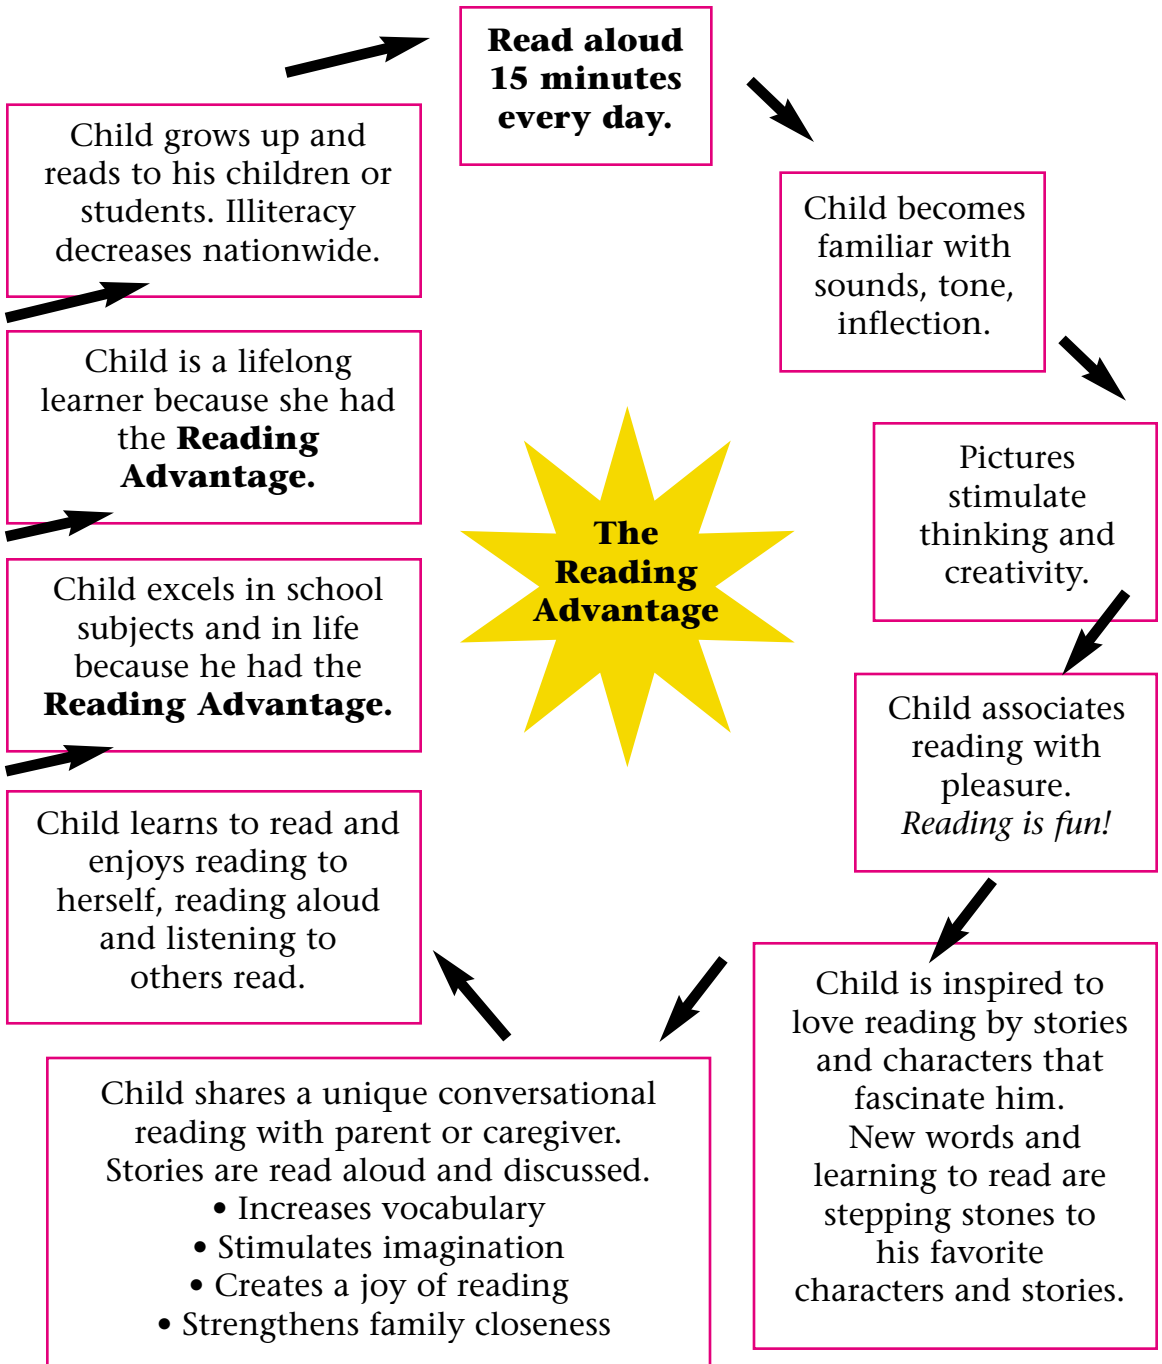 Read aloud
15 minutes
every day.
Child becomes
familiar with
sounds, tone,
inflection.
Pictures
stimulate
thinking and
creativity.
Child associates
reading with
pleasure.
Reading is fun!
Child is inspired to
love reading by stories
and characters that
fascinate him.
New words and
learning to read are
stepping stones to
his favorite
characters and stories.
Child shares a unique conversational
reading with parent or caregiver.
Stories are read aloud and discussed.
• Increases vocabulary
• Stimulates imagination
• Creates a joy of reading
• Strengthens family closeness
Child learns to read and
enjoys reading to
herself, reading aloud
and listening to
others read.
Child excels in school
subjects and in life
because he had the
Reading Advantage.
Child is a lifelong
learner because she had
the Reading
Advantage.
Child grows up and
reads to his children or
students. Illiteracy
decreases nationwide.
The
Reading
Advantage